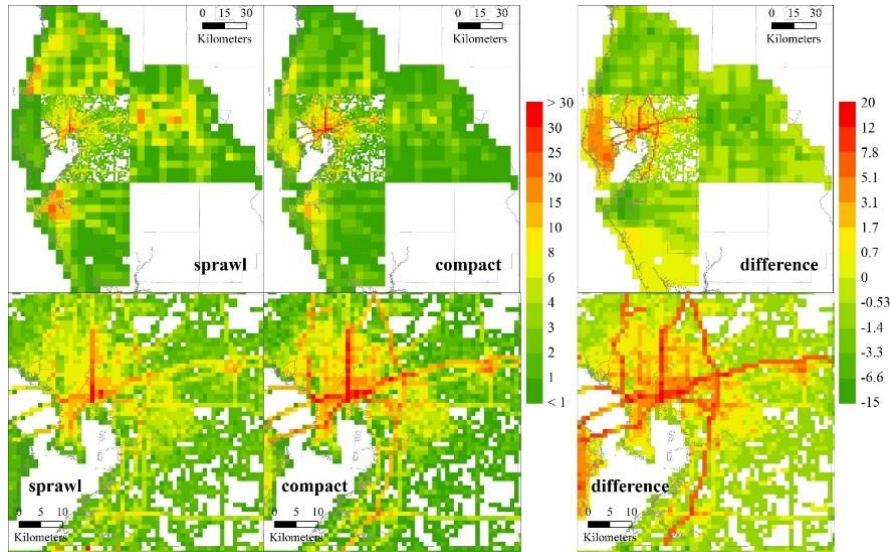 0 15 30
Kilometers
0 15 30
Kilometers
0 15 30
Kilometers
sprawl
compact
difference
> 30
30
25
20
15
10
8
6
4
3
2
1
< 1
20
12
7.8
5.1
3.1
1.7
0
-0.53
-1.4
-3.3
-6.6
-15
sprawl
0 5 10
Kilometers
compact
0 5 10
Kilometers
difference
0 5 10
Kilometers